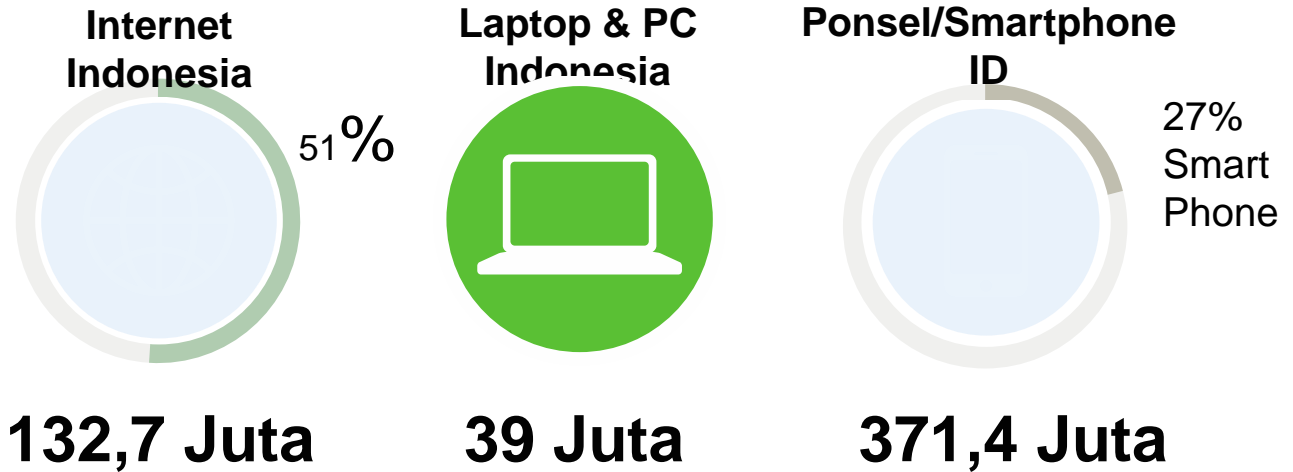 Internet
Indonesia
51%
132,7 Juta
Laptop & PC
Indonesia
39 Juta
Ponsel/Smartphone
ID
27%
Smart
Phone
371,4 Juta